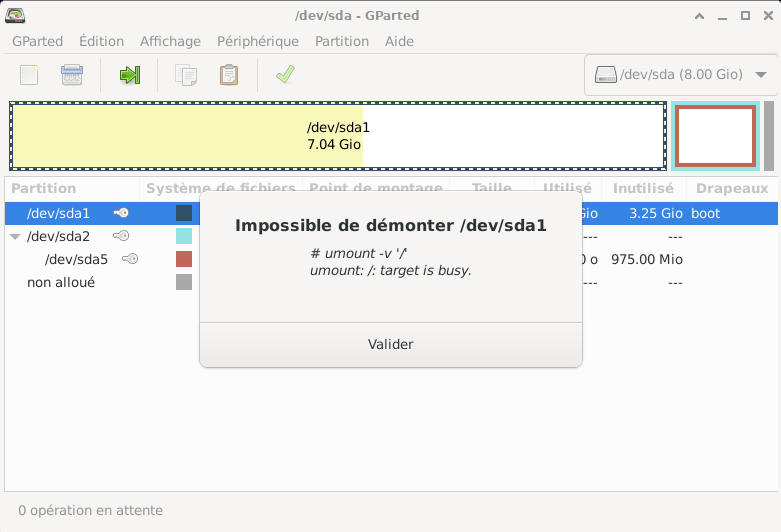 /dev/sda - GParted
GParted Édition Affichage Périphérique Partition Aide
/dev/sda (8.00 Gio)
/dev/sda1
7.04 Gio
Partition Système de fichiers Point de montage Taille Utilisé Inutilisé Drapeaux
/dev/sda1 Gio 3.25 Gio boot
/dev/sda2 --- ---
/dev/sda5 0 o 975.00 Mio
non alloué --- ---
Impossible de démonter /dev/sda1
# umount -v '/'
umount: /: target is busy.
Valider
0 opération en attente